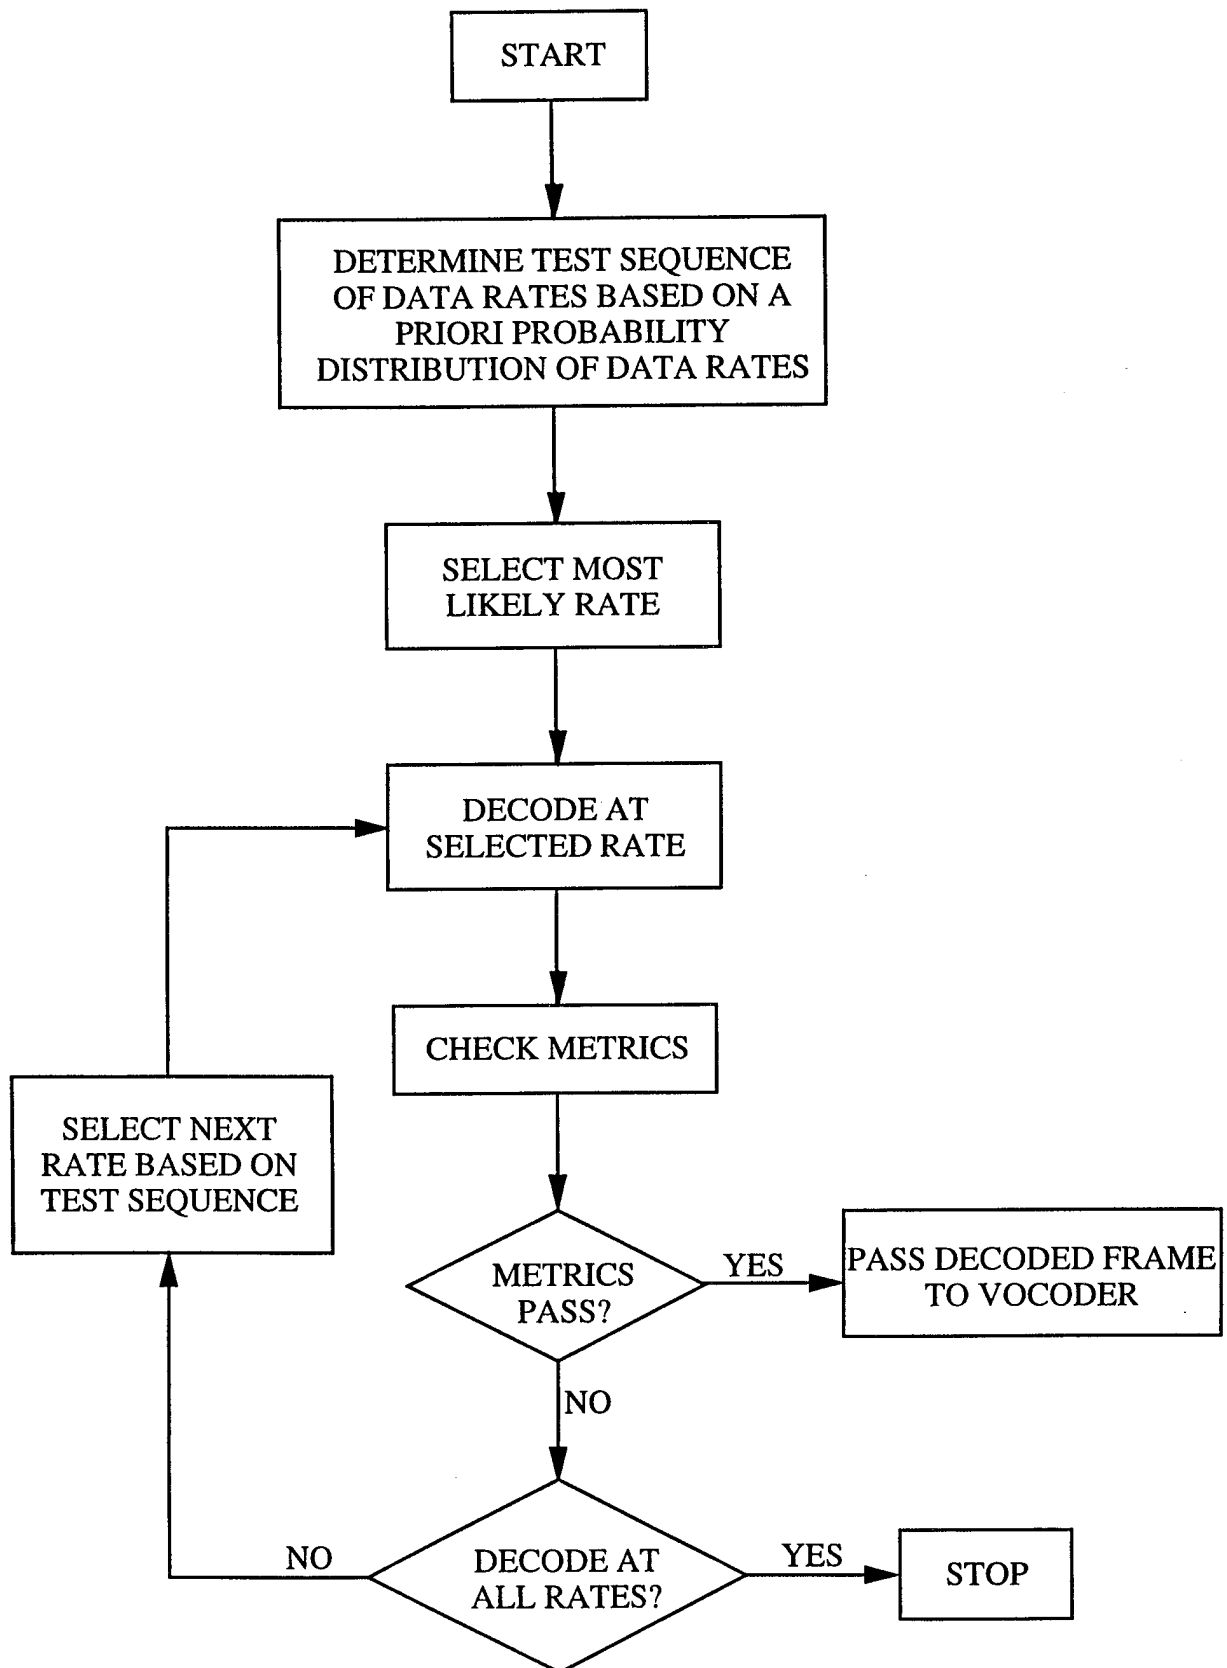 START
DETERMINE TEST SEQUENCE
OF DATA RATES BASED ON A
PRIORI PROBABILITY
DISTRIBUTION OF DATA RATES
SELECT MOST
LIKELY RATE
DECODE AT
SELECTED RATE
CHECK METRICS
SELECT NEXT
RATE BASED ON
TEST SEQUENCE
METRICS
PASS?
YES
PASS DECODED FRAME
TO VOCODER
NO
DECODE AT
ALL RATES?
NO
YES
STOP